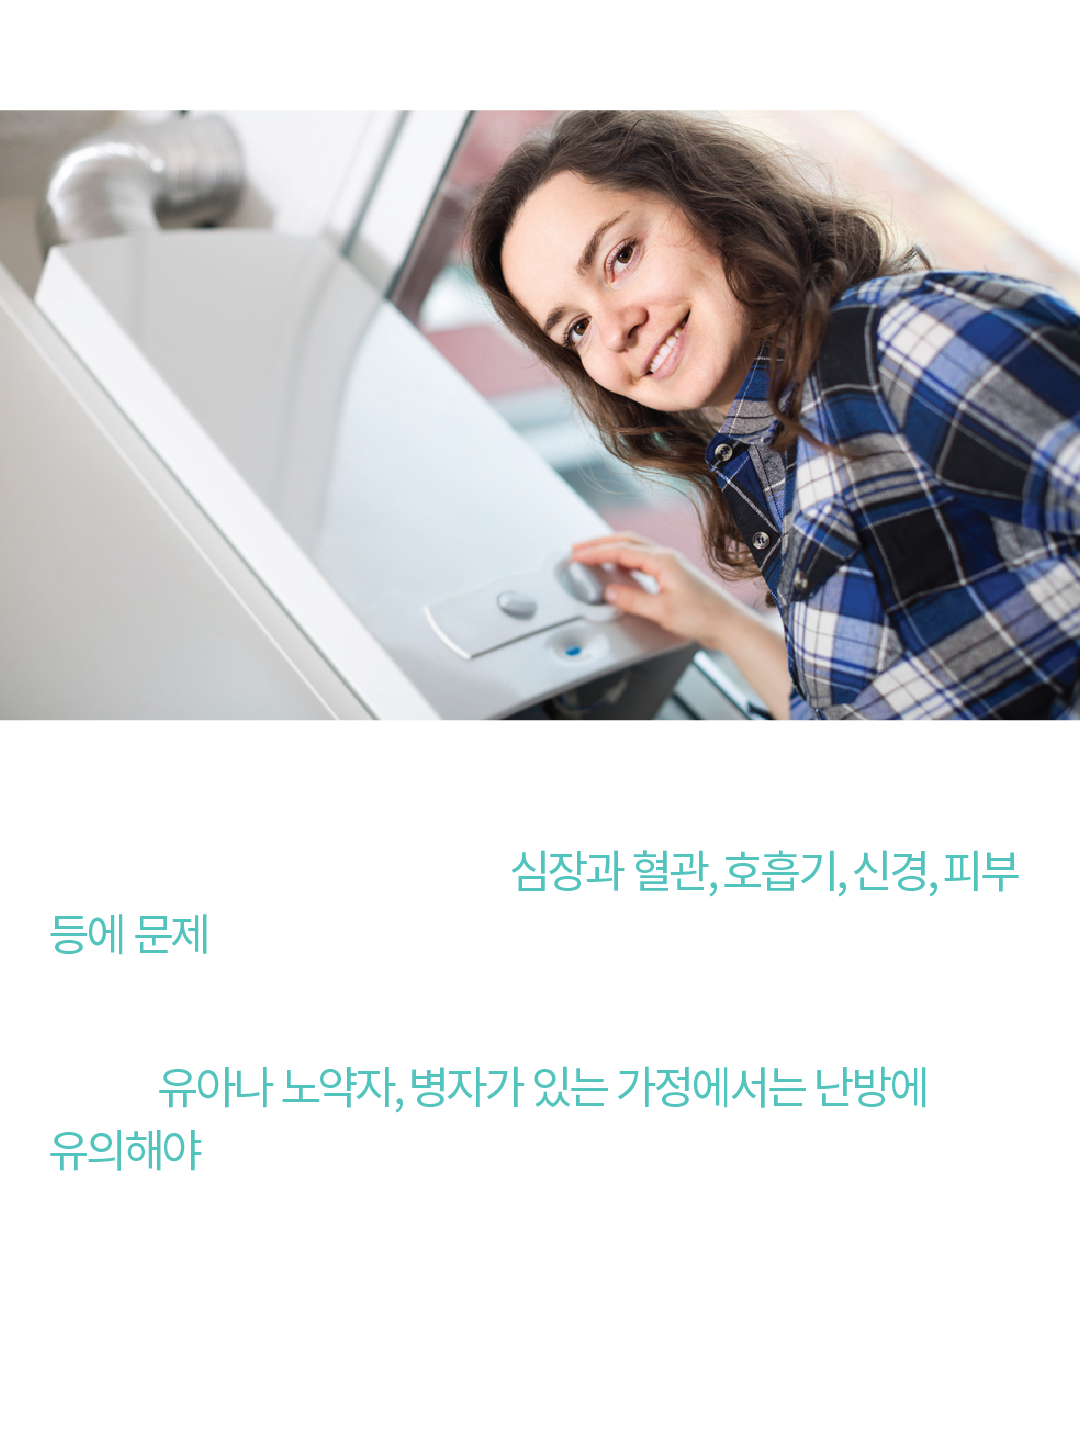 심장과 혈관, 호흡기, 신경, 피부
등에 문제
유아나 노약자, 병자가 있는 가정에서는 난방에
유의해야